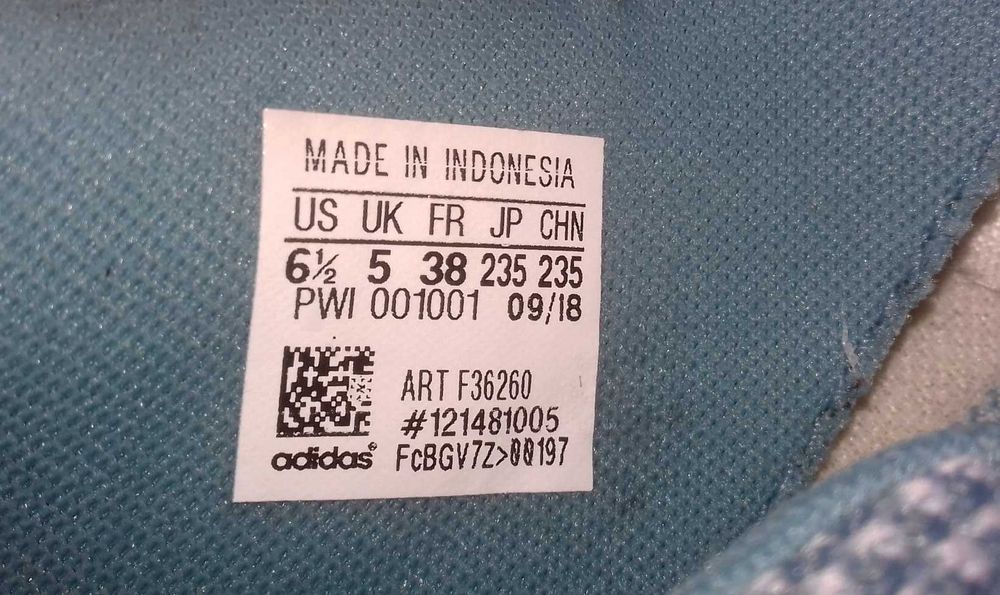 MADE IN INDONESIA
US UK FR JP CHN
6½ 5 38 235 235
PWI 001001 09/18
ART F36260
#121481005
adidas® FcBGV7Z>00197